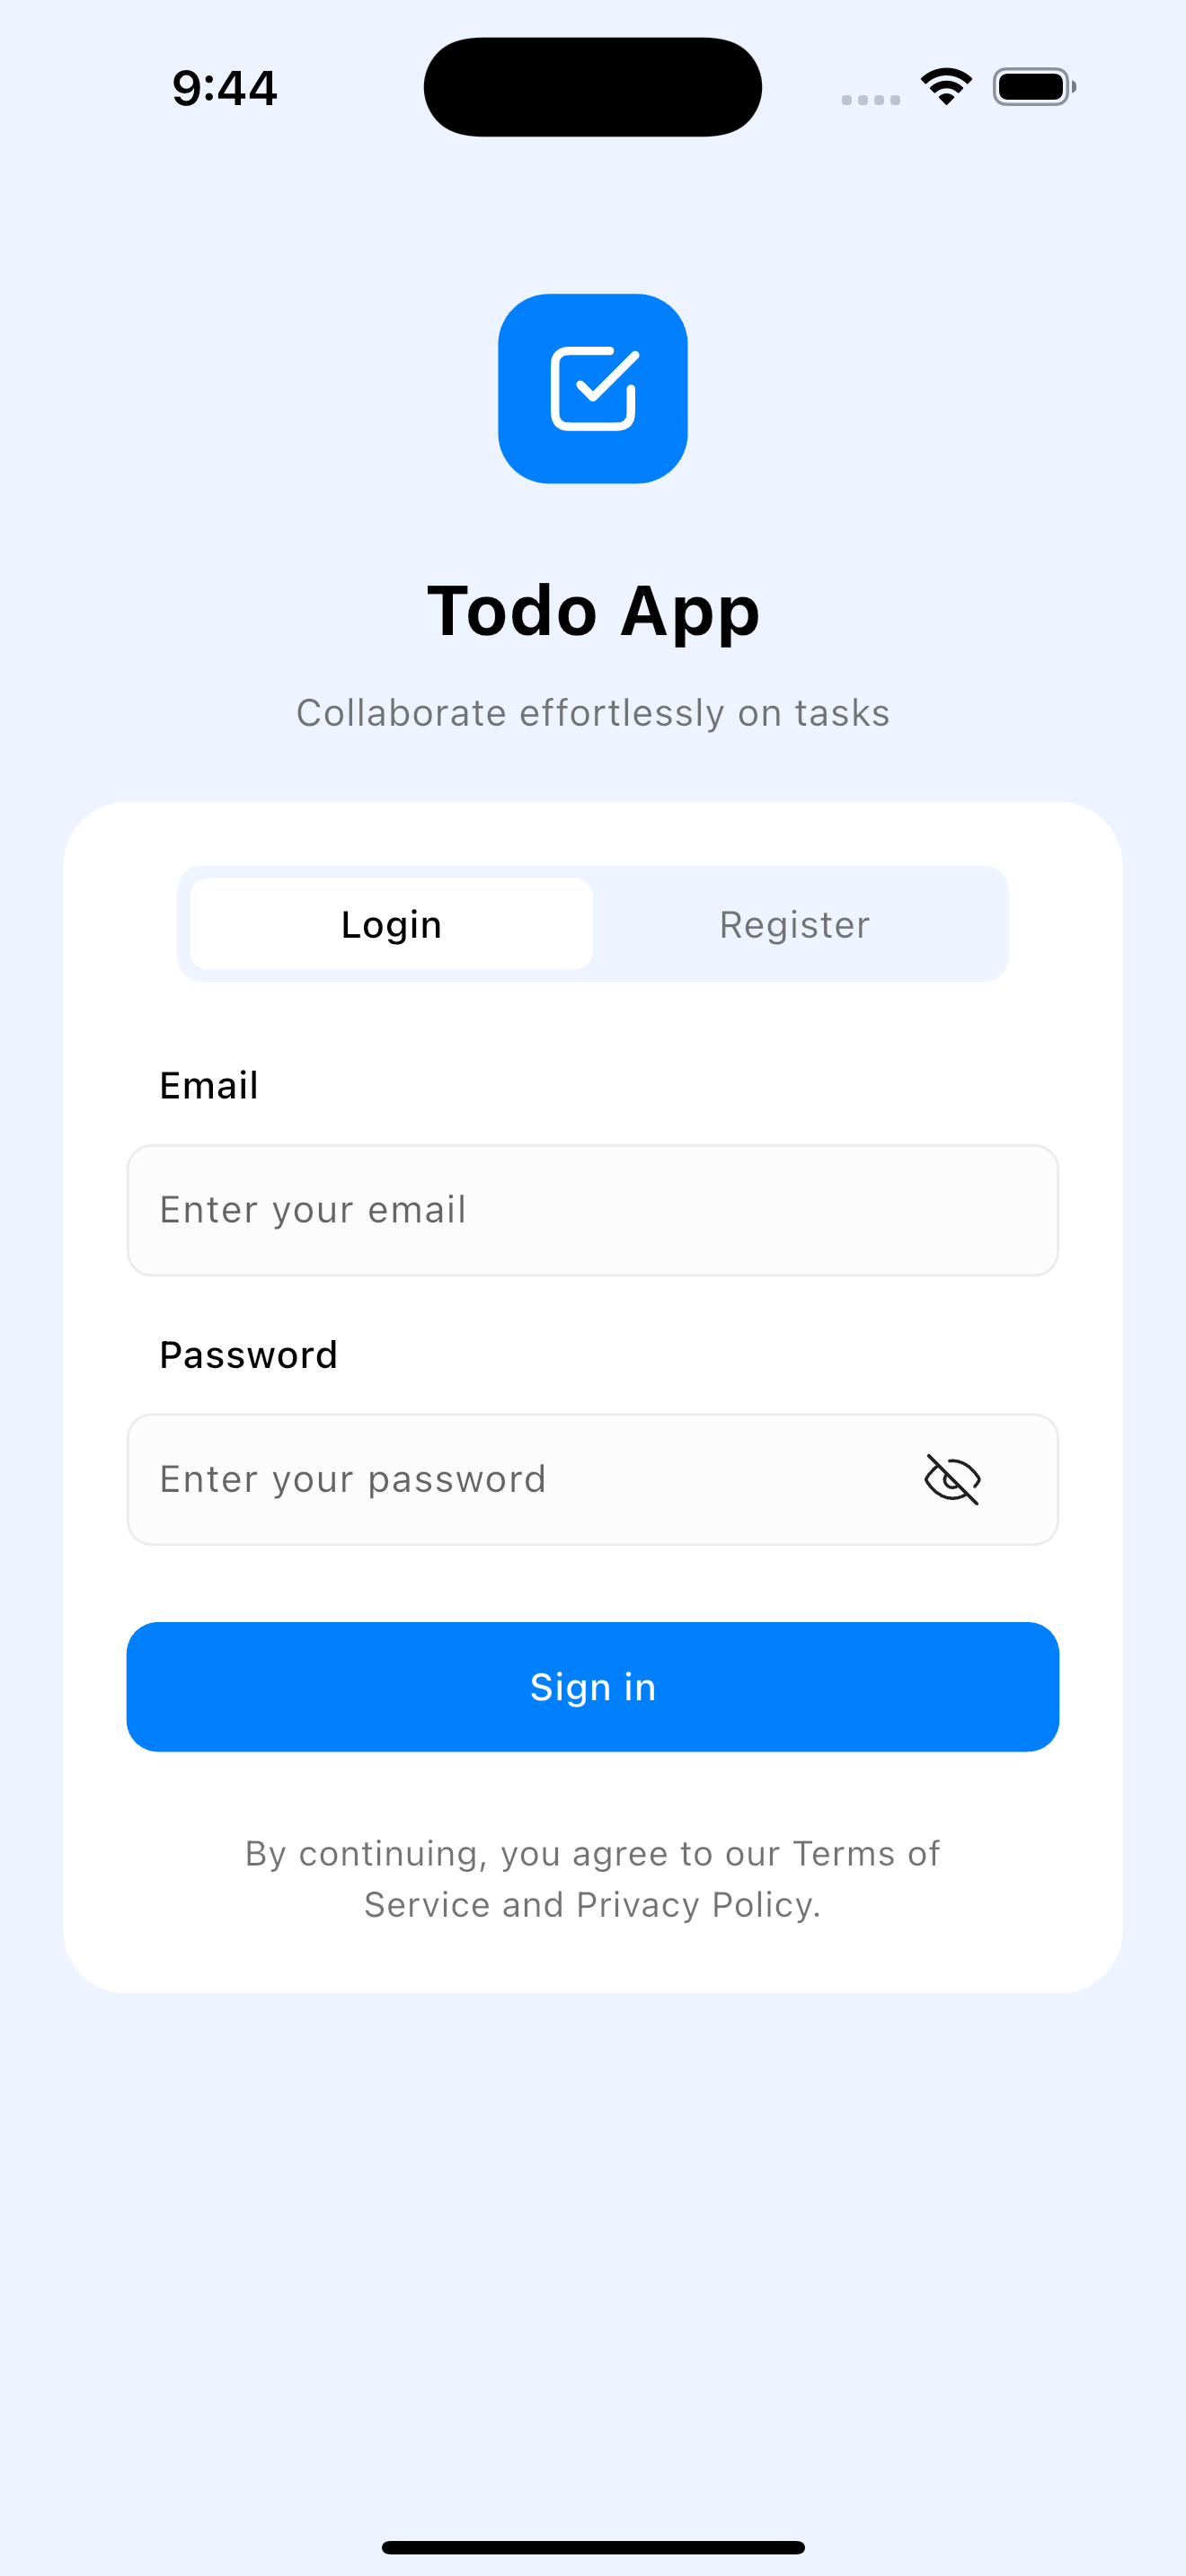 9:44
Todo App
Collaborate effortlessly on tasks
Login
Register
Email
Enter your email
Password
Enter your password
Sign in
By continuing, you agree to our Terms of
Service and Privacy Policy.